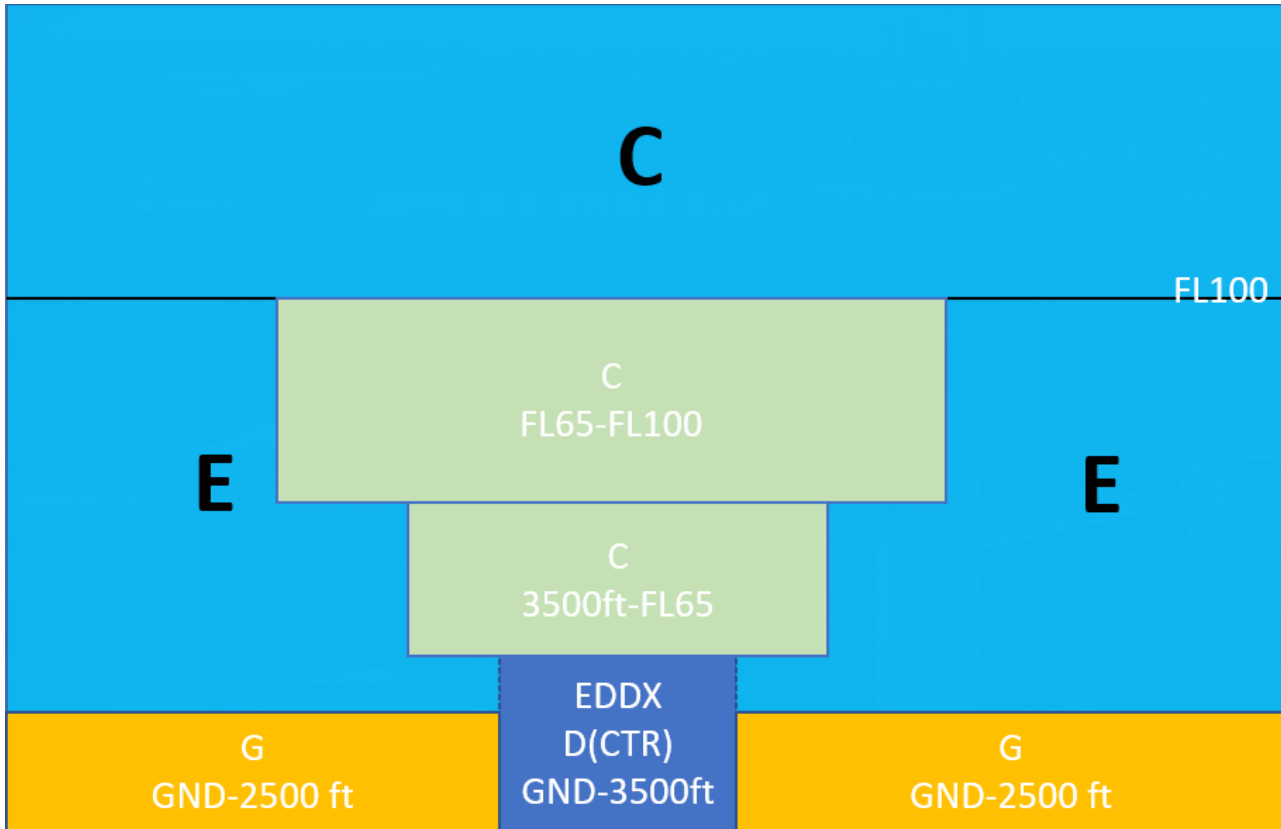 C
FL100
C
FL65-FL100
E
E
C
3500ft-FL65
EDDX
D(CTR)
GND-3500ft
G
GND-2500 ft
G
GND-2500 ft